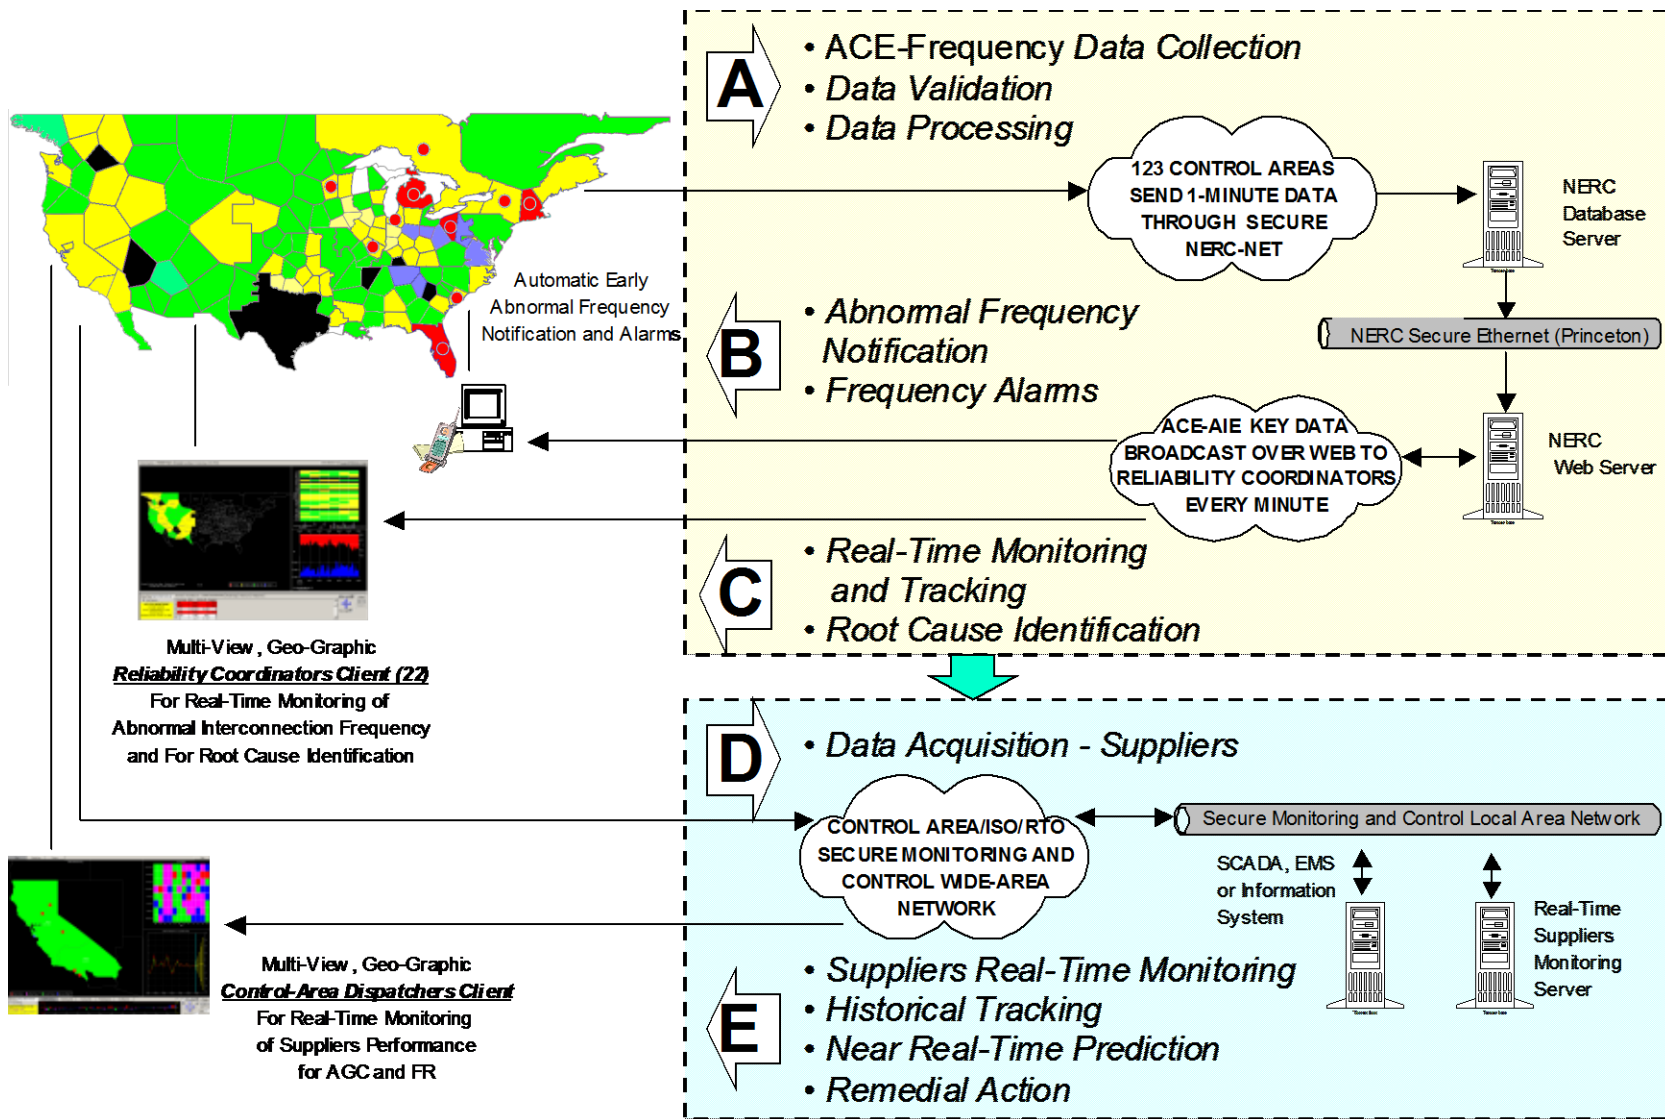 A
• ACE-Frequency Data Collection
• Data Validation
• Data Processing
123 CONTROL AREAS
SEND 1-MINUTE DATA
THROUGH SECURE
NERC-NET
NERC
Database
Server
Automatic Early
Abnormal Frequency
Notification and Alarms
B
• Abnormal Frequency
Notification
• Frequency Alarms
NERC Secure Ethernet (Princeton)
ACE-AIE KEY DATA
BROADCAST OVER WEB TO
RELIABILITY COORDINATORS
EVERY MINUTE
NERC
Web Server
C
• Real-Time Monitoring
and Tracking
• Root Cause Identification
Multi-View , Geo-Graphic
Reliability Coordinators Client (22)
For Real-Time Monitoring of
Abnormal Interconnection Frequency
and For Root Cause Identification
D
• Data Acquisition - Suppliers
CONTROL AREA/ISO/RTO
SECURE MONITORING AND
CONTROL WIDE-AREA
NETWORK
Secure Monitoring and Control Local Area Network
SCADA, EMS
or Information
System
Real-Time
Suppliers
Monitoring
Server
Multi-View , Geo-Graphic
Control-Area Dispatchers Client
For Real-Time Monitoring
of Suppliers Performance
for AGC and FR
E
• Suppliers Real-Time Monitoring
• Historical Tracking
• Near Real-Time Prediction
• Remedial Action